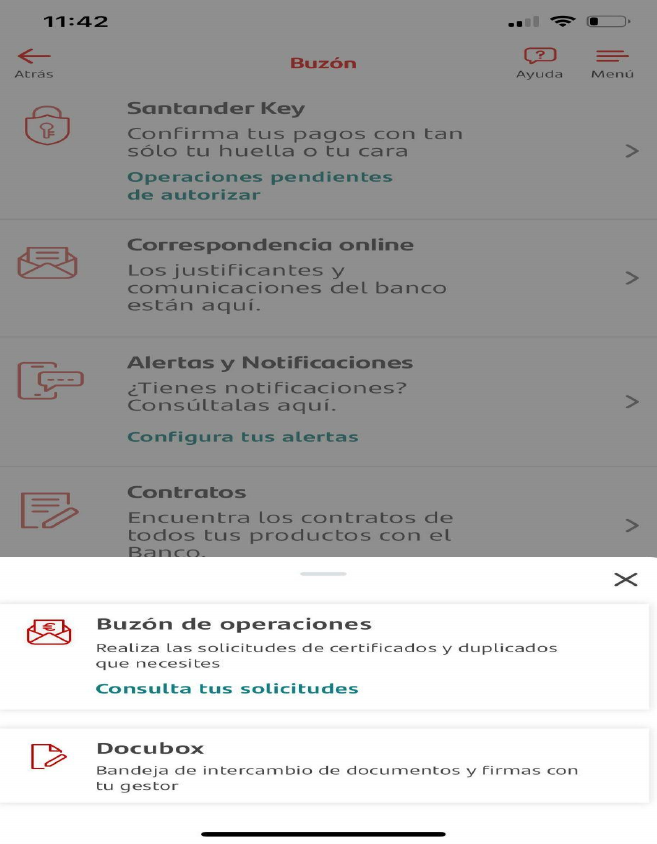 11:42
Atrás
Buzón
Ayuda
Menú
Santander Key
Confirma tus pagos con tan
sólo tu huella o tu cara
Operaciones pendientes
de autorizar
Correspondencia online
Los justificantes y
comunicaciones del banco
están aquí.
Alertas y Notificaciones
¿Tienes notificaciones?
Consúltalas aquí.
Configura tus alertas
Contratos
Encuentra los contratos de
todos tus productos con el
Banco.
Buzón de operaciones
Realiza las solicitudes de certificados y duplicados
que necesites
Consulta tus solicitudes
Docubox
Bandeja de intercambio de documentos y firmas con
tu gestor